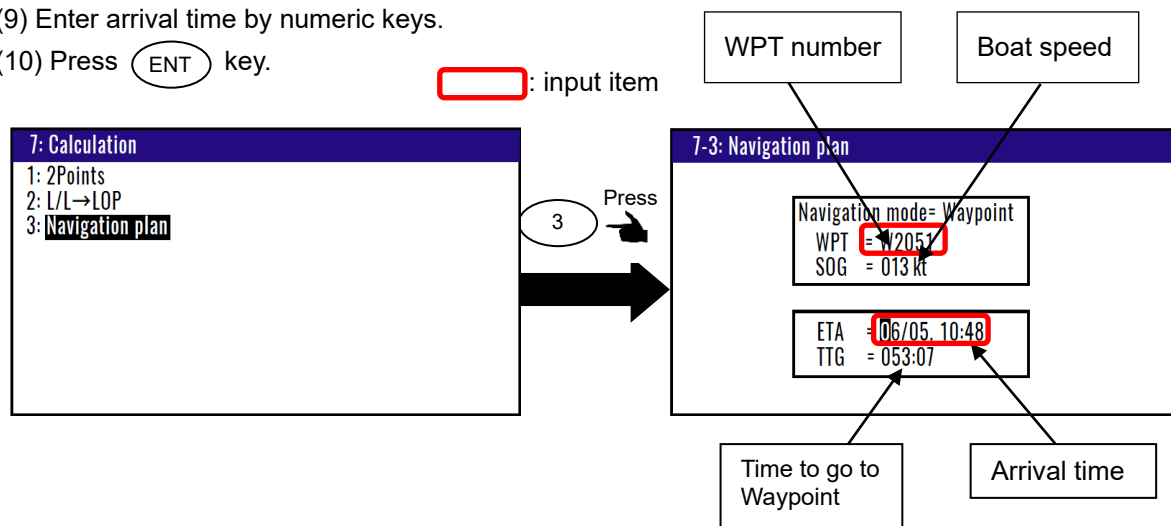 (9) Enter arrival time by numeric keys.
(10) Press ENT key.
: input item
WPT number
Boat speed
7: Calculation
1: 2Points
2: L/L→LOP
3: Navigation plan
3
Press
7-3: Navigation plan
Navigation mode= Waypoint
WPT = W2051
SOG = 013 kt
ETA = 06/05. 10:48
TTG = 053:07
Time to go to
Waypoint
Arrival time